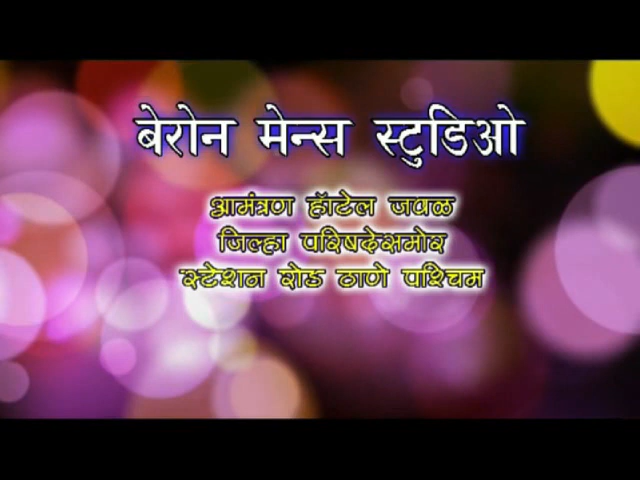 बेरोन मेन्स स्टुडिओ
आमंत्रण हॉटेल जवळ
जिल्हा परिषदेसमोर
स्टेशन रोड ठाणे पश्चिम